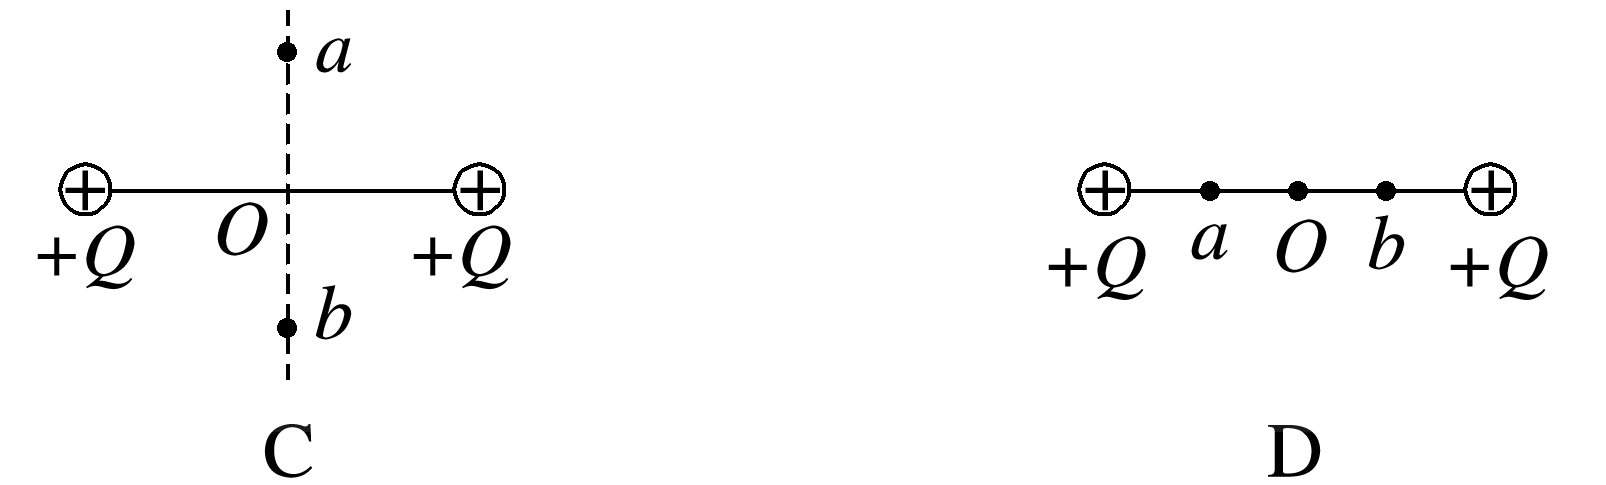 a
+Q O +Q
b
C
+Q a O b +Q
D